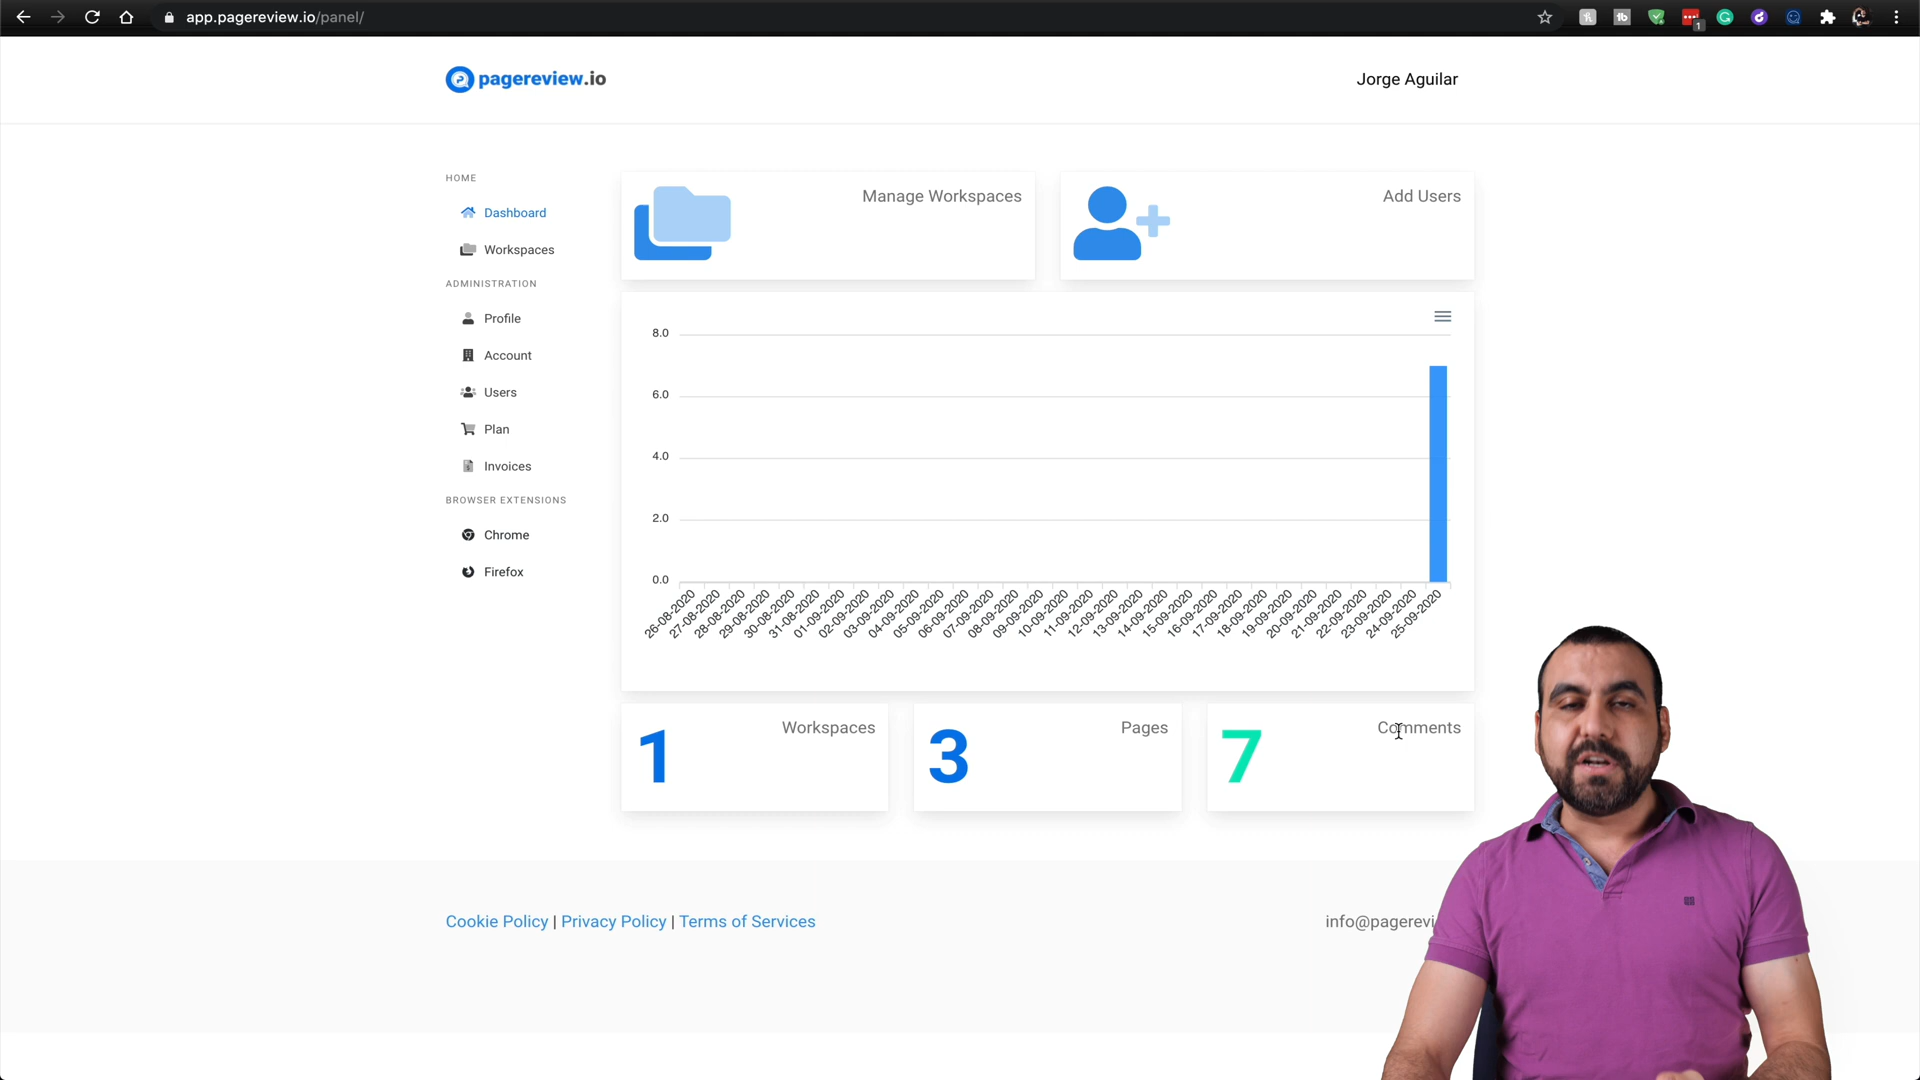 app.pagereview.io/panel/
1
pagereview.io
Jorge Aguilar
HOME
Dashboard
Workspaces
ADMINISTRATION
Profile
Account
Users
Plan
Invoices
BROWSER EXTENSIONS
Chrome
Firefox
Manage Workspaces
Add Users
8.0
6.0
4.0
2.0
0.0
26-08-2020
27-08-2020
28-08-2020
29-08-2020
30-08-2020
31-08-2020
01-09-2020
02-09-2020
03-09-2020
04-09-2020
05-09-2020
06-09-2020
07-09-2020
08-09-2020
09-09-2020
10-09-2020
11-09-2020
12-09-2020
13-09-2020
14-09-2020
15-09-2020
16-09-2020
17-09-2020
18-09-2020
19-09-2020
20-09-2020
21-09-2020
22-09-2020
23-09-2020
24-09-2020
25-09-2020
1 Workspaces
3 Pages
7 Comments
Cookie Policy | Privacy Policy | Terms of Services
info@pagerevi